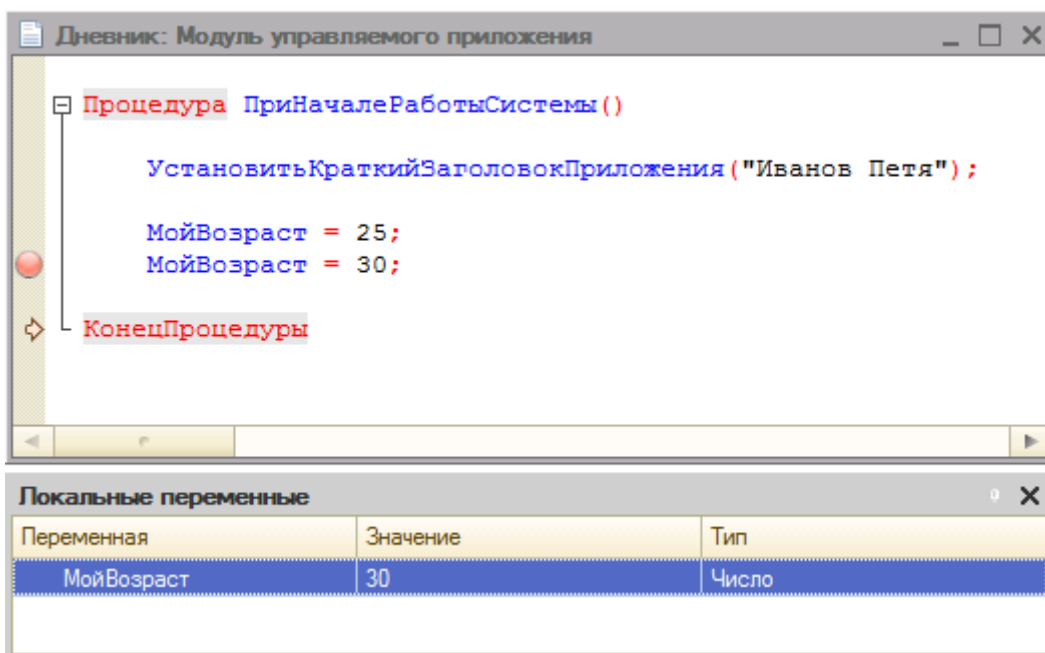 Дневник: Модуль управляемого приложения
Процедура ПриНачалеРаботыСистемы()
УстановитьКраткийЗаголовокПриложения("Иванов Петя");
МойВозраст = 25;
МойВозраст = 30;
КонецПроцедуры
Локальные переменные
Переменная Значение Тип
МойВозраст 30 Число